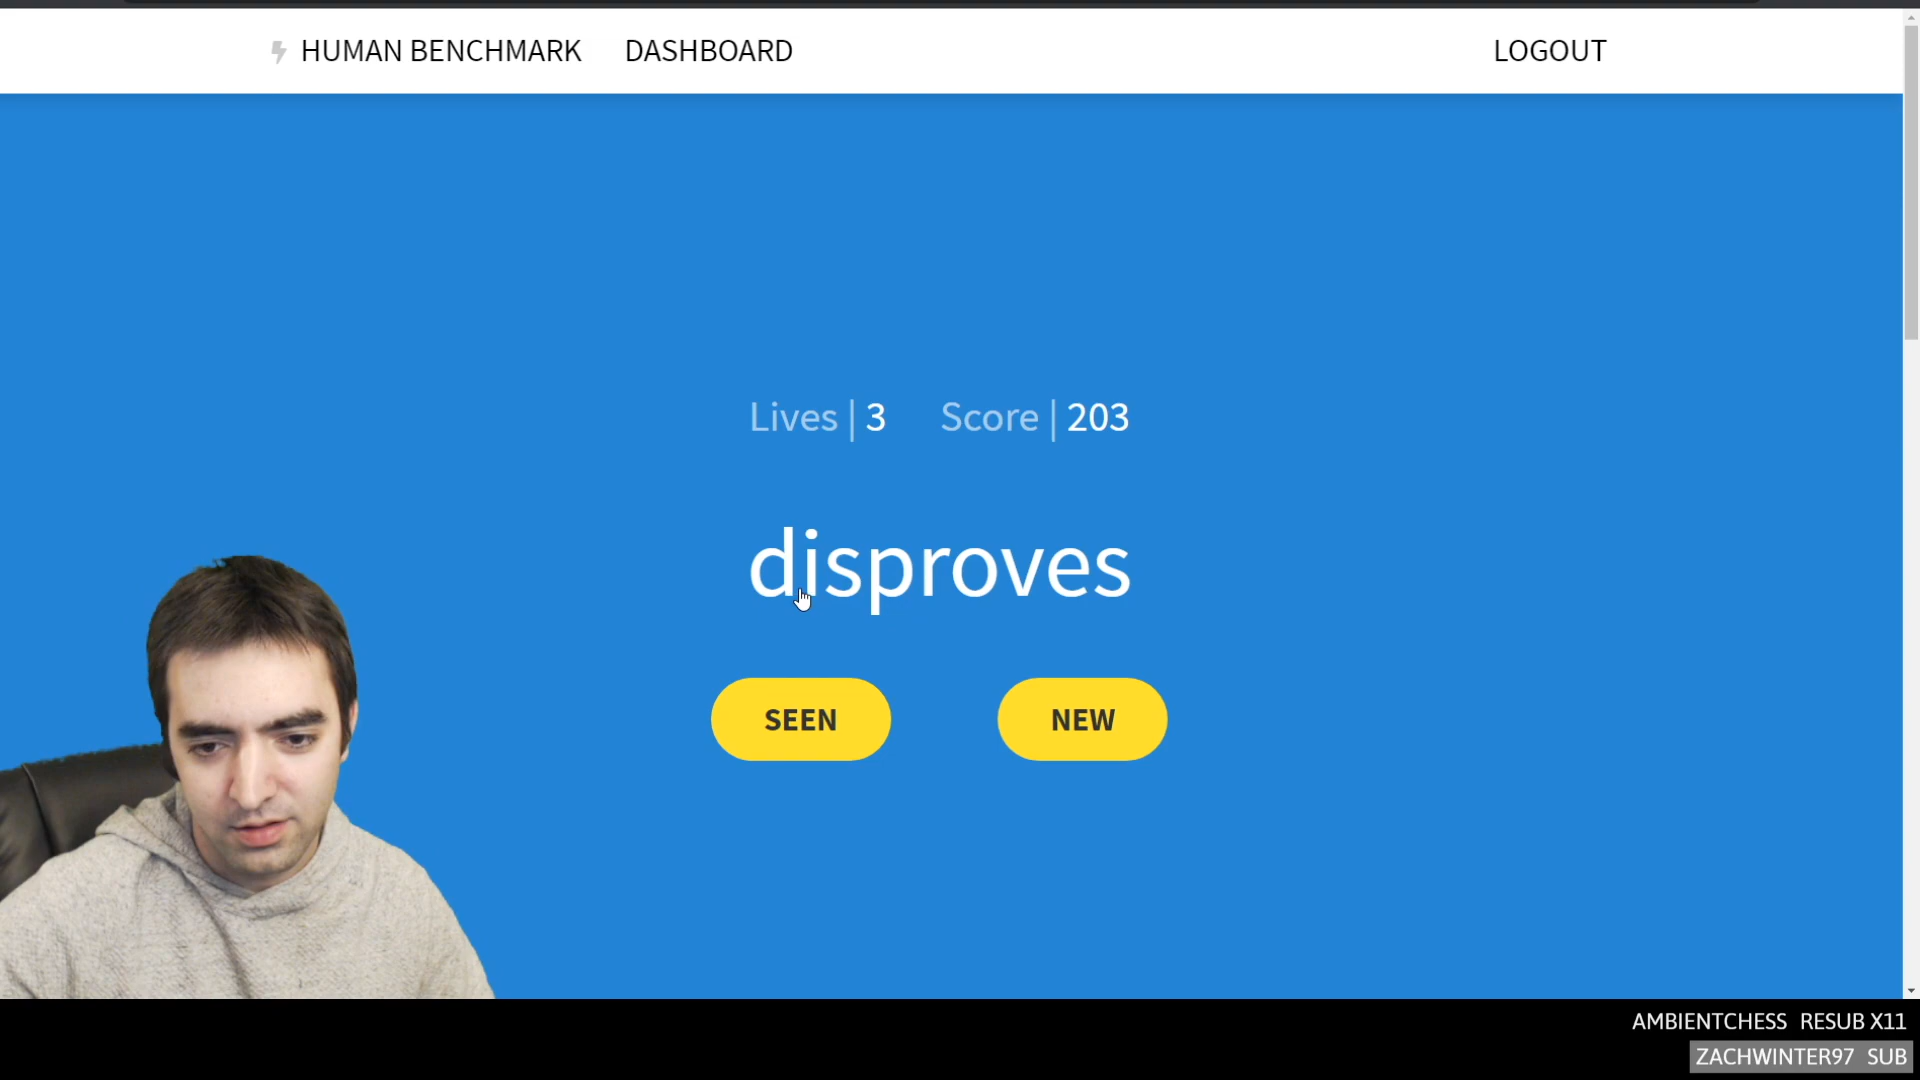 HUMAN BENCHMARK DASHBOARD LOGOUT
Lives | 3 Score | 203
disproves
SEEN NEW
AMBIENTCHESS RESUB X11
ZACHWINTER97 SUB